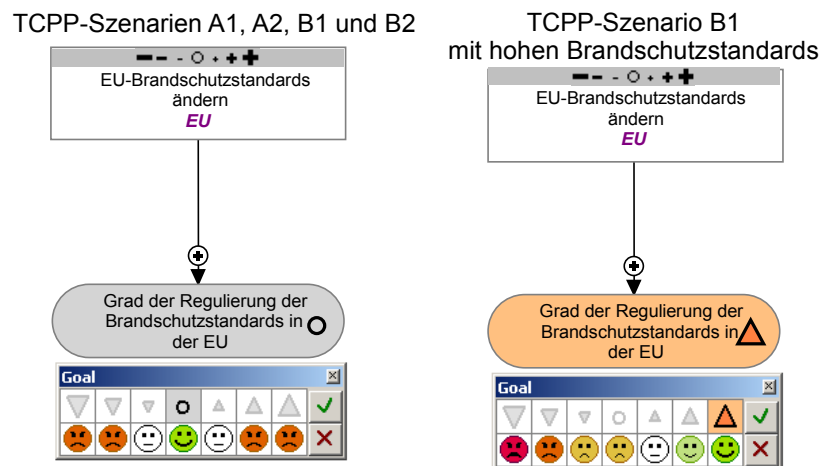 TCPP-Szenarien A1, A2, B1 und B2
EU-Brandschutzstandards
ändern
EU
Grad der Regulierung der
Brandschutzstandards in
der EU
Goal
TCPP-Szenario B1
mit hohen Brandschutzstandards
EU-Brandschutzstandards
ändern
EU
Grad der Regulierung der
Brandschutzstandards in
der EU
Goal